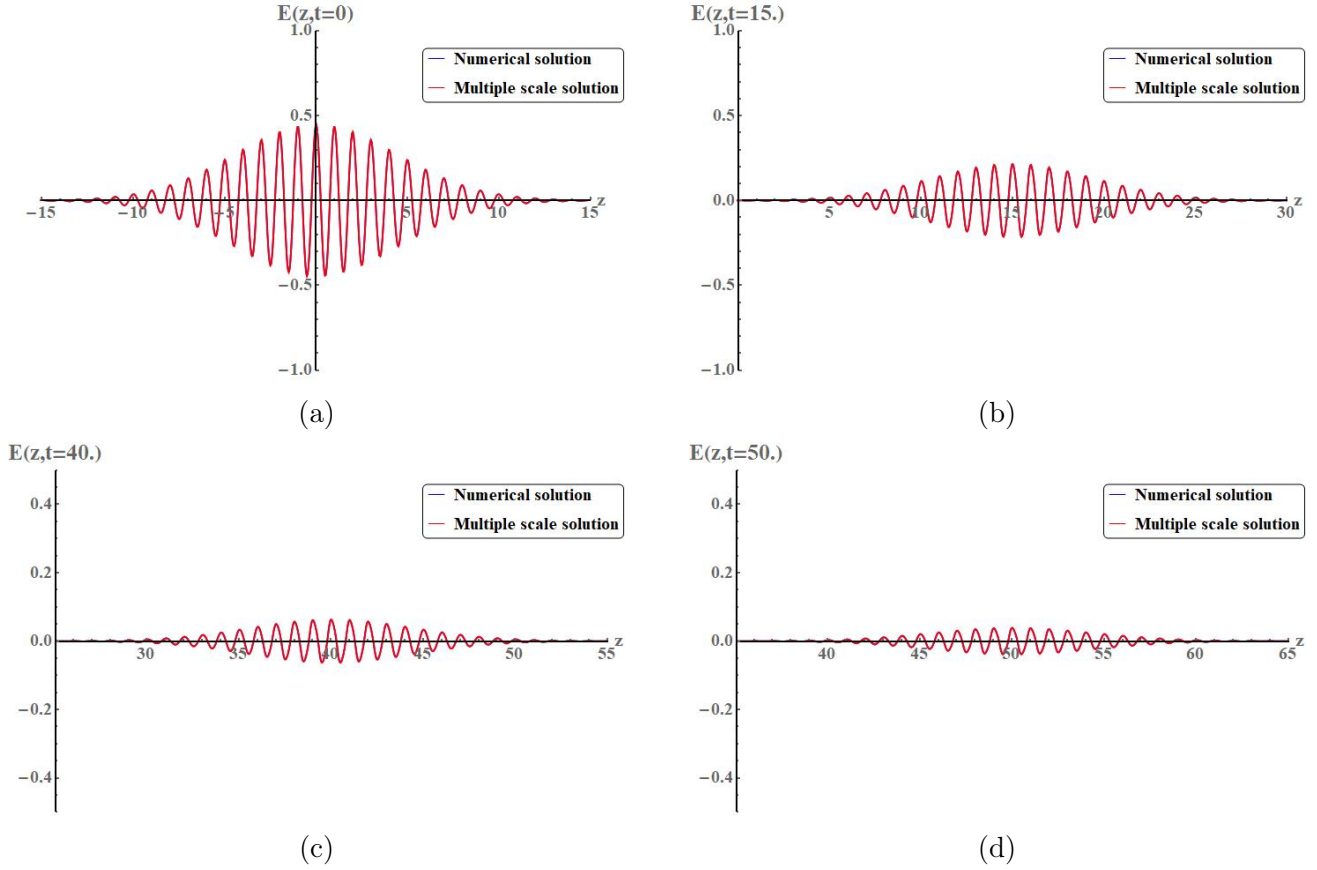 E(z,t=0)
1.0
0.5
−0.5
−1.0
−15
−10
−5
5
10
15
z
Numerical solution
Multiple scale solution
(a)
E(z,t=15.)
1.0
0.5
0.0
−0.5
−1.0
5
10
15
20
25
30
z
Numerical solution
Multiple scale solution
(b)
E(z,t=40.)
0.4
0.2
0.0
−0.2
−0.4
30
35
40
45
50
55
z
Numerical solution
Multiple scale solution
(c)
E(z,t=50.)
0.4
0.2
0.0
−0.2
−0.4
40
45
50
55
60
65
z
Numerical solution
Multiple scale solution
(d)